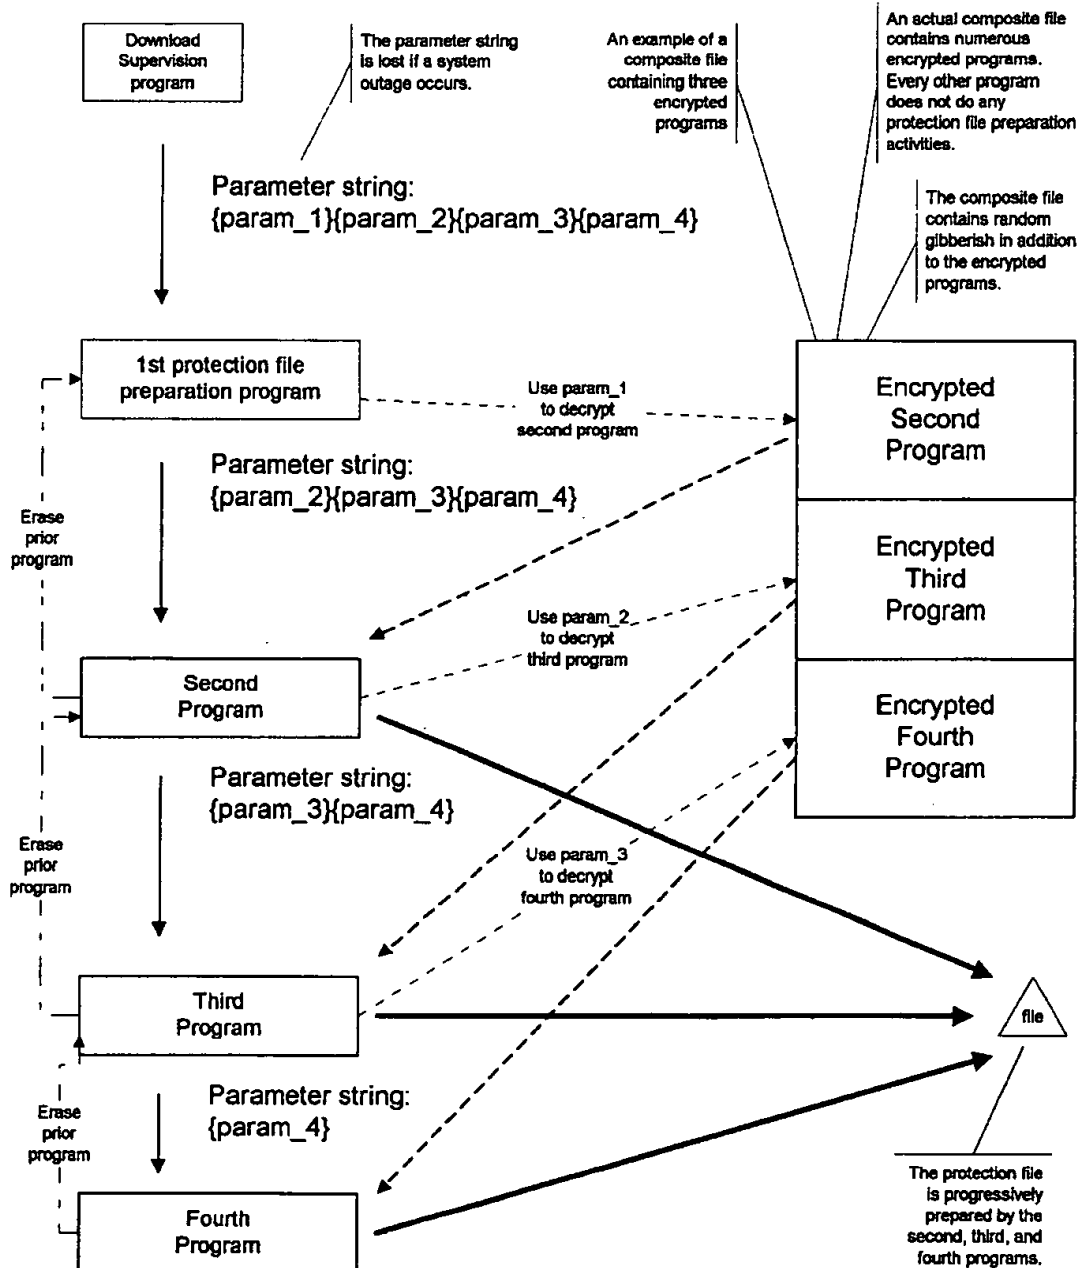 Download
Supervision
program
The parameter string
is lost if a system
outage occurs.
An example of a
composite file
containing three
encrypted
programs
An actual composite file
contains numerous
encrypted programs.
Every other program
does not do any
protection file preparation
activities.
The composite file
contains random
gibberish in addition
to the encrypted
programs.
Parameter string:
{param_1}{param_2}{param_3}{param_4}
1st protection file
preparation program
Use param_1
to decrypt
second program
Encrypted
Second
Program
Parameter string:
{param_2}{param_3}{param_4}
Erase
prior
program
Encrypted
Third
Program
Use param_2
to decrypt
third program
Second
Program
Encrypted
Fourth
Program
Parameter string:
{param_3}{param_4}
Erase
prior
program
Use param_3
to decrypt
fourth program
Third
Program
file
Parameter string:
{param_4}
Erase
prior
program
Fourth
Program
The protection file
is progressively
prepared by the
second, third, and
fourth programs.